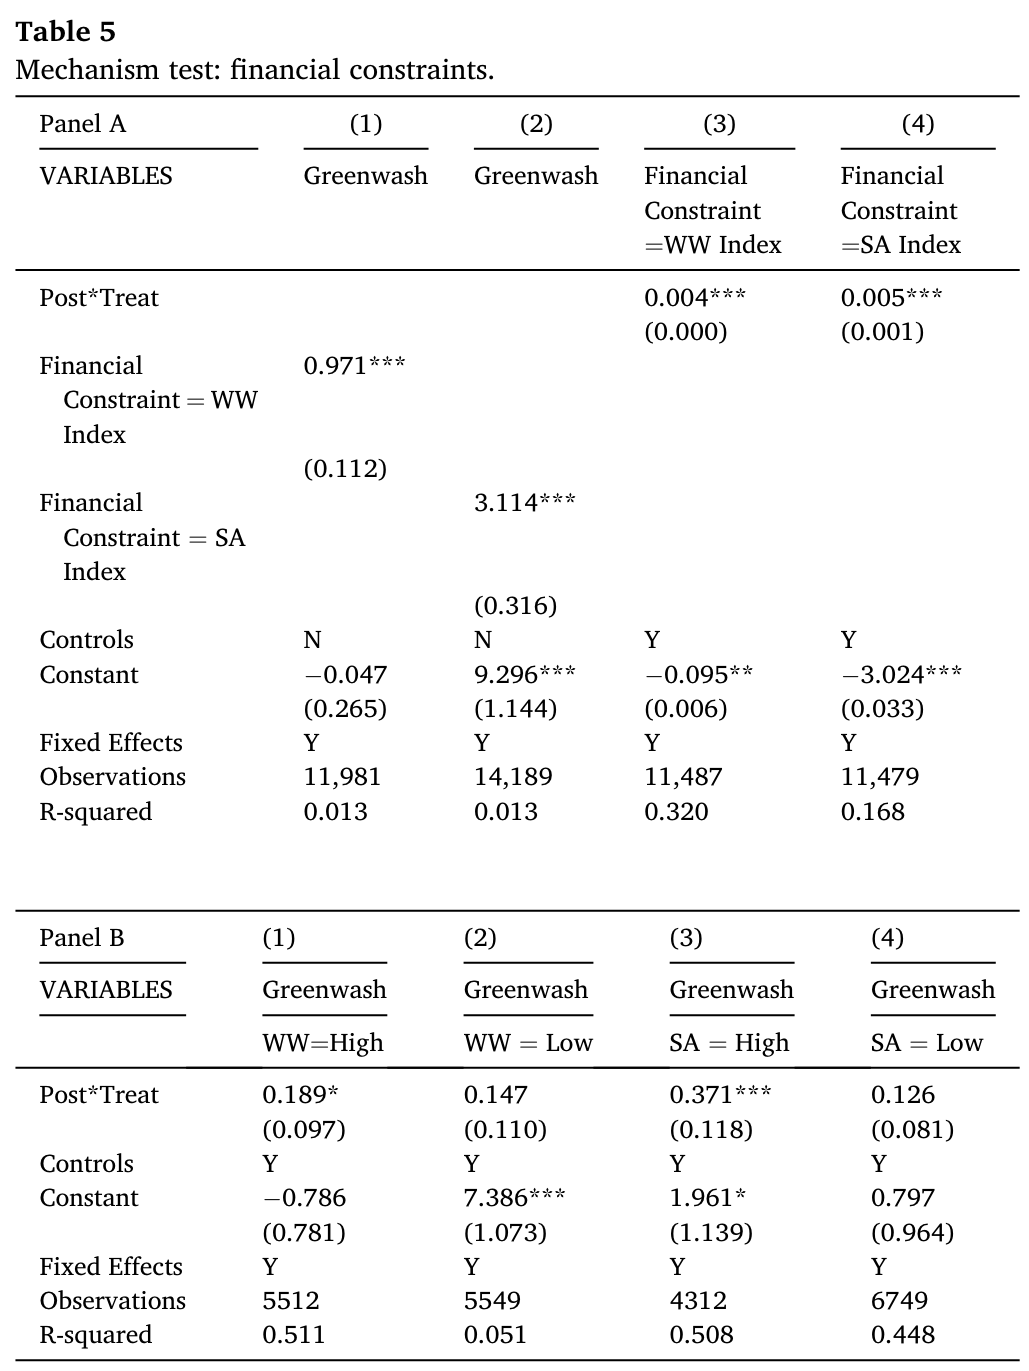 Table 5
Mechanism test: financial constraints.
Panel A (1) (2) (3) (4)
VARIABLES Greenwash Greenwash Financial Constraint =WW Index Financial Constraint =SA Index
Post*Treat 0.004*** 0.005***
(0.000) (0.001)
Financial Constraint = WW Index 0.971***
(0.112)
Financial Constraint = SA Index 3.114***
(0.316)
Controls N N Y Y
Constant −0.047 9.296*** −0.095** −3.024***
(0.265) (1.144) (0.006) (0.033)
Fixed Effects Y Y Y Y
Observations 11,981 14,189 11,487 11,479
R-squared 0.013 0.013 0.320 0.168
Panel B (1) (2) (3) (4)
VARIABLES Greenwash Greenwash Greenwash Greenwash
WW=High WW = Low SA = High SA = Low
Post*Treat 0.189* 0.147 0.371*** 0.126
(0.097) (0.110) (0.118) (0.081)
Controls Y Y Y Y
Constant −0.786 7.386*** 1.961* 0.797
(0.781) (1.073) (1.139) (0.964)
Fixed Effects Y Y Y Y
Observations 5512 5549 4312 6749
R-squared 0.511 0.051 0.508 0.448